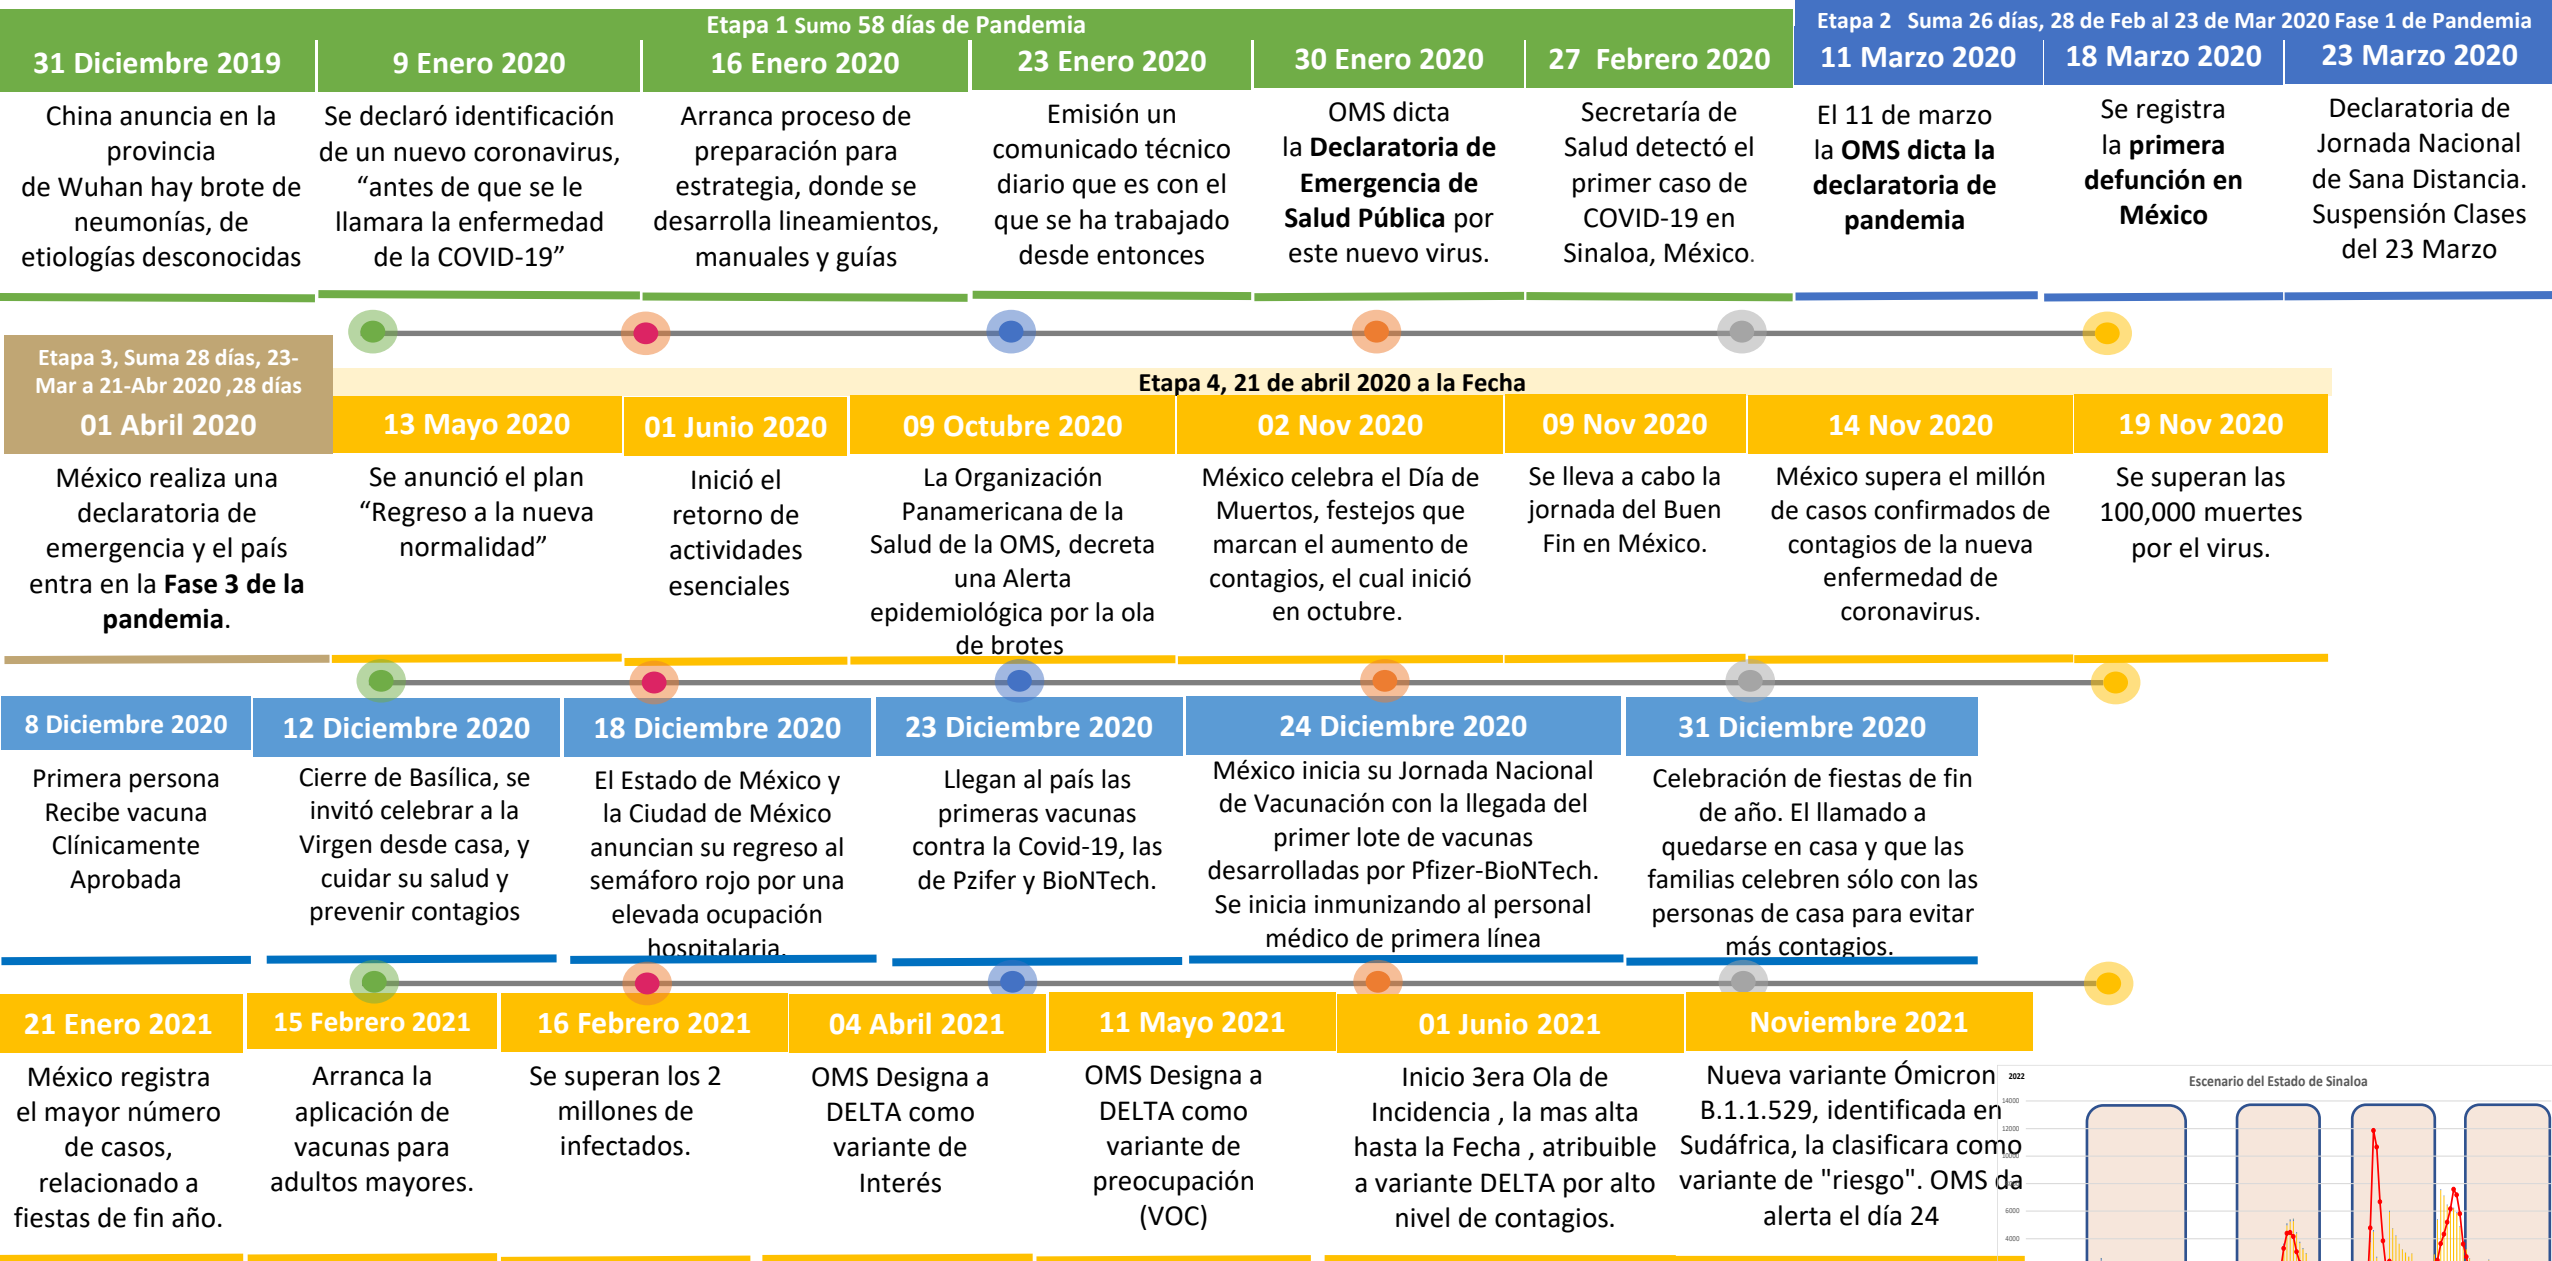 Etapa 1 Sumo 58 días de Pandemia
Etapa 2 Suma 26 días, 28 de Feb al 23 de Mar 2020 Fase 1 de Pandemia
31 Diciembre 2019
China anuncia en la
provincia
de Wuhan hay brote de
neumonías, de
etiologías desconocidas
9 Enero 2020
Se declaró identificación
de un nuevo coronavirus,
“antes de que se le
llamara la enfermedad
de la COVID-19”
16 Enero 2020
Arranca proceso de
preparación para
estrategia, donde se
desarrolla lineamientos,
manuales y guías
23 Enero 2020
Emisión un
comunicado técnico
diario que es con el
que se ha trabajado
desde entonces
30 Enero 2020
OMS dicta
la Declaratoria de
Emergencia de
Salud Pública por
este nuevo virus.
27 Febrero 2020
Secretaría de
Salud detectó el
primer caso de
COVID-19 en
Sinaloa, México.
11 Marzo 2020
El 11 de marzo
la OMS dicta la
declaratoria de
pandemia
18 Marzo 2020
Se registra
la primera
defunción en
México
23 Marzo 2020
Declaratoria de
Jornada Nacional
de Sana Distancia.
Suspensión Clases
del 23 Marzo
Etapa 3, Suma 28 días, 23-
Mar a 21-Abr 2020 ,28 días
01 Abril 2020
México realiza una
declaratoria de
emergencia y el país
entra en la Fase 3 de la
pandemia.
Etapa 4, 21 de abril 2020 a la Fecha
13 Mayo 2020
Se anunció el plan
“Regreso a la nueva
normalidad”
01 Junio 2020
Inició el
retorno de
actividades
esenciales
09 Octubre 2020
La Organización
Panamericana de la
Salud de la OMS, decreta
una Alerta
epidemiológica por la ola
de brotes
02 Nov 2020
México celebra el Día de
Muertos, festejos que
marcan el aumento de
contagios, el cual inició
en octubre.
09 Nov 2020
Se lleva a cabo la
jornada del Buen
Fin en México.
14 Nov 2020
México supera el millón
de casos confirmados de
contagios de la nueva
enfermedad de
coronavirus.
19 Nov 2020
Se superan las
100,000 muertes
por el virus.
8 Diciembre 2020
Primera persona
Recibe vacuna
Clínicamente
Aprobada
12 Diciembre 2020
Cierre de Basílica, se
invitó celebrar a la
Virgen desde casa, y
cuidar su salud y
prevenir contagios
18 Diciembre 2020
El Estado de México y
la Ciudad de México
anuncian su regreso al
semáforo rojo por una
elevada ocupación
hospitalaria.
23 Diciembre 2020
Llegan al país las
primeras vacunas
contra la Covid-19, las
de Pzifer y BioNTech.
24 Diciembre 2020
México inicia su Jornada Nacional
de Vacunación con la llegada del
primer lote de vacunas
desarrolladas por Pfizer-BioNTech.
Se inicia inmunizando al personal
médico de primera línea
31 Diciembre 2020
Celebración de fiestas de fin
de año. El llamado a
quedarse en casa y que las
familias celebren sólo con las
personas de casa para evitar
más contagios.
21 Enero 2021
México registra
el mayor número
de casos,
relacionado a
fiestas de fin año.
15 Febrero 2021
Arranca la
aplicación de
vacunas para
adultos mayores.
16 Febrero 2021
Se superan los 2
millones de
infectados.
04 Abril 2021
OMS Designa a
DELTA como
variante de
Interés
11 Mayo 2021
OMS Designa a
DELTA como
variante de
preocupación
(VOC)
01 Junio 2021
Inicio 3era Ola de
Incidencia , la mas alta
hasta la Fecha , atribuible
a variante DELTA por alto
nivel de contagios.
Noviembre 2021
Nueva variante Ómicron
B.1.1.529, identificada en
Sudáfrica, la clasificara como
variante de "riesgo". OMS da
alerta el día 24
2022
Escenario del Estado de Sinaloa
14000
12000
10000
6000
4000